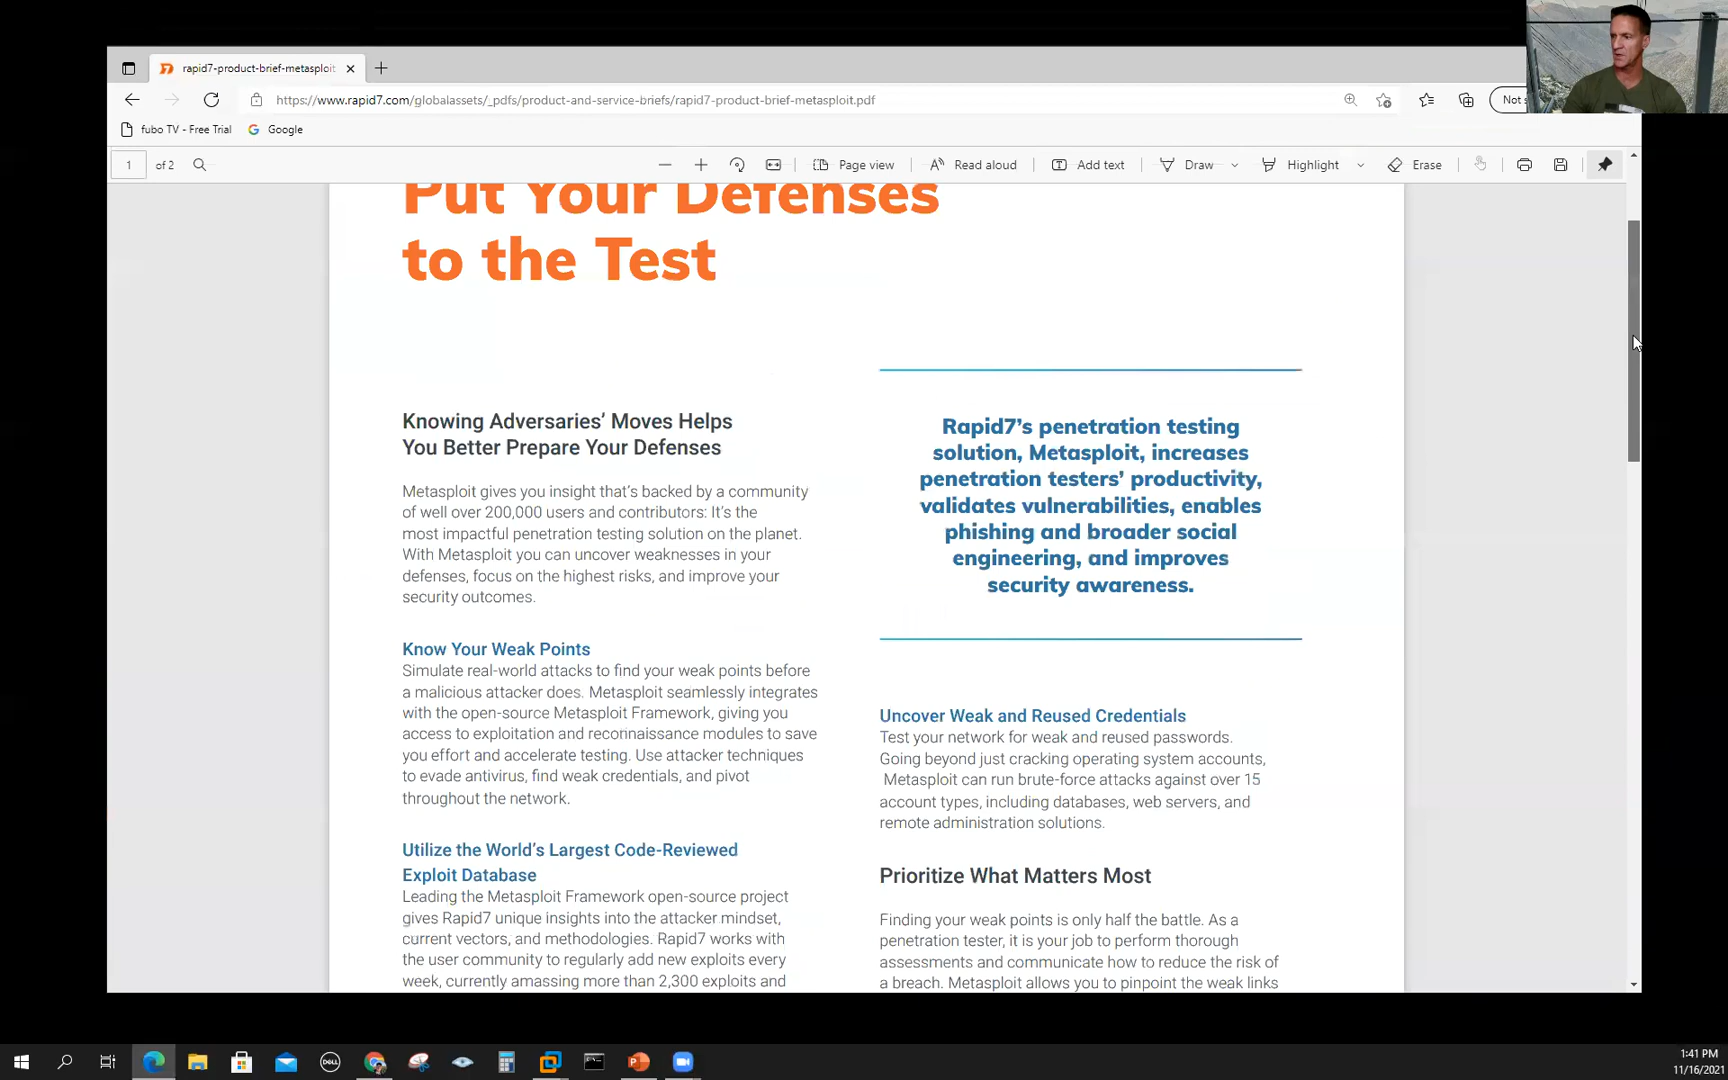 rapid7-product-brief-metasploit
https://www.rapid7.com/globalassets/_pdfs/product-and-service-briefs/rapid7-product-brief-metasploit.pdf
Not
fubo TV - Free Trial
Google
1 of 2
Page view
Read aloud
Add text
Draw
Highlight
Erase
Put Your Defenses
to the Test
Knowing Adversaries' Moves Helps
You Better Prepare Your Defenses
Metasploit gives you insight that's backed by a community
of well over 200,000 users and contributors: It's the
most impactful penetration testing solution on the planet.
With Metasploit you can uncover weaknesses in your
defenses, focus on the highest risks, and improve your
security outcomes.
Know Your Weak Points
Simulate real-world attacks to find your weak points before
a malicious attacker does. Metasploit seamlessly integrates
with the open-source Metasploit Framework, giving you
access to exploitation and reconnaissance modules to save
you effort and accelerate testing. Use attacker techniques
to evade antivirus, find weak credentials, and pivot
throughout the network.
Utilize the World's Largest Code-Reviewed
Exploit Database
Leading the Metasploit Framework open-source project
gives Rapid7 unique insights into the attacker mindset,
current vectors, and methodologies. Rapid7 works with
the user community to regularly add new exploits every
week, currently amassing more than 2,300 exploits and
Rapid7's penetration testing
solution, Metasploit, increases
penetration testers' productivity,
validates vulnerabilities, enables
phishing and broader social
engineering, and improves
security awareness.
Uncover Weak and Reused Credentials
Test your network for weak and reused passwords.
Going beyond just cracking operating system accounts,
Metasploit can run brute-force attacks against over 15
account types, including databases, web servers, and
remote administration solutions.
Prioritize What Matters Most
Finding your weak points is only half the battle. As a
penetration tester, it is your job to perform thorough
assessments and communicate how to reduce the risk of
a breach. Metasploit allows you to pinpoint the weak links
DELL
1:41 PM
11/16/2021